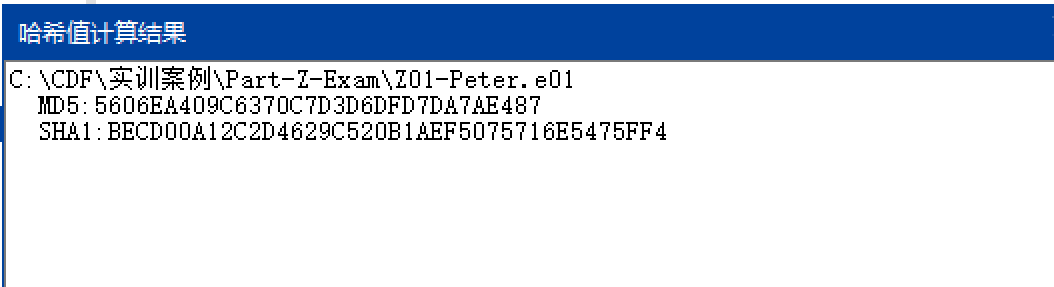 哈希值计算结果
C:\CDF\实训案例\Part-Z-Exam\Z01-Peter.e01
MD5:5606EA409C6370C7D3D6DFD7DA7AE487
SHA1:BECD00A12C2D4629C520B1AEF5075716E5475FF4